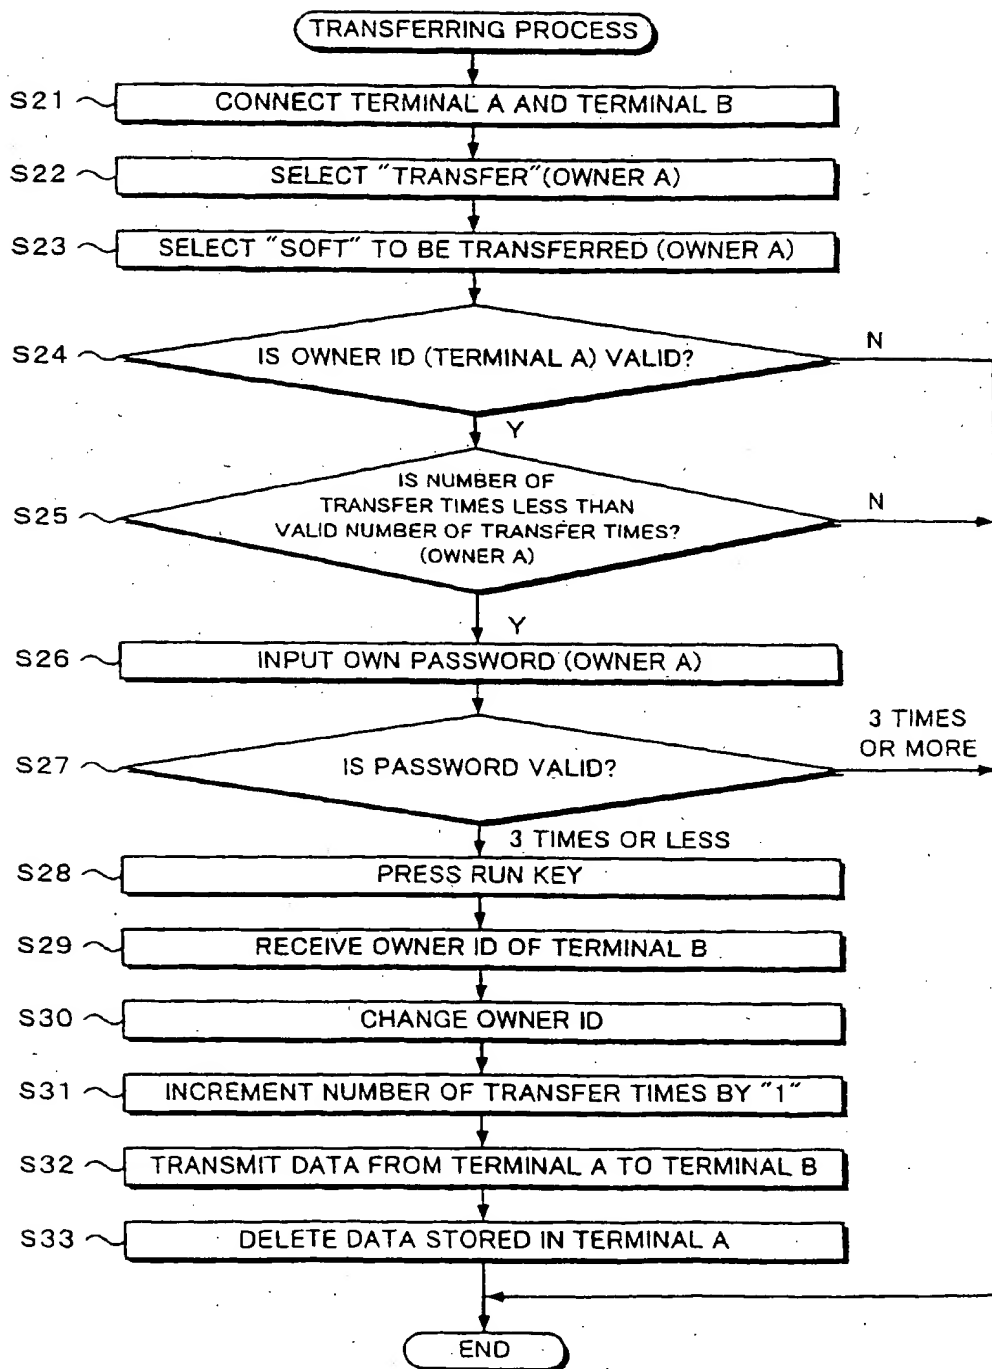 TRANSFERRING PROCESS
S21 CONNECT TERMINAL A AND TERMINAL B
S22 SELECT "TRANSFER"(OWNER A)
S23 SELECT "SOFT" TO BE TRANSFERRED (OWNER A)
S24 IS OWNER ID (TERMINAL A) VALID? N
Y
S25 IS NUMBER OF
TRANSFER TIMES LESS THAN
VALID NUMBER OF TRANSFER TIMES?
(OWNER A)
N
Y
S26 INPUT OWN PASSWORD (OWNER A)
S27 IS PASSWORD VALID?
3 TIMES
OR MORE
3 TIMES OR LESS
S28 PRESS RUN KEY
S29 RECEIVE OWNER ID OF TERMINAL B
S30 CHANGE OWNER ID
S31 INCREMENT NUMBER OF TRANSFER TIMES BY "1"
S32 TRANSMIT DATA FROM TERMINAL A TO TERMINAL B
S33 DELETE DATA STORED IN TERMINAL A
END